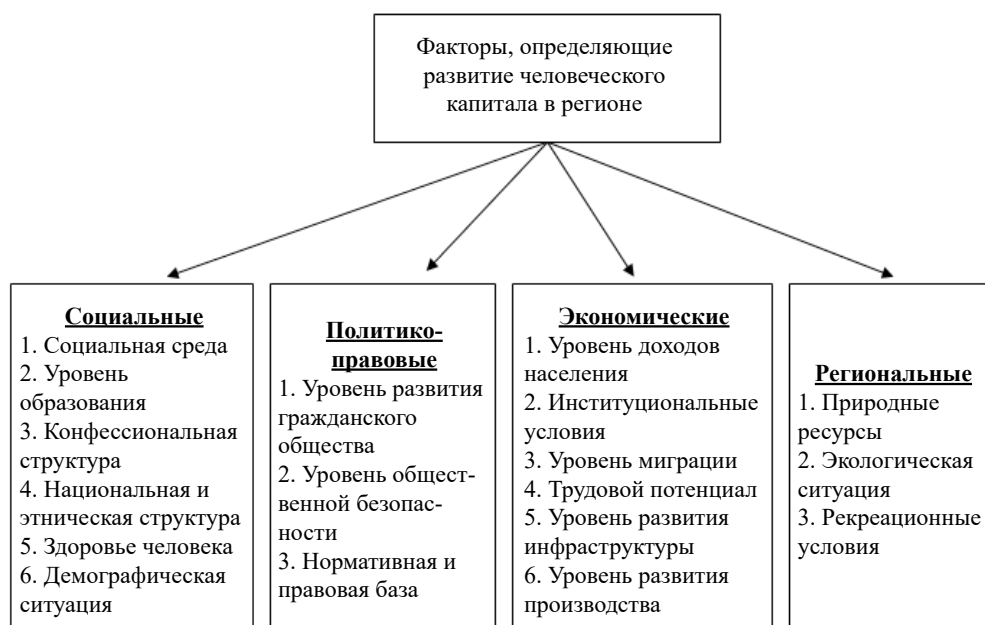 Факторы, определяющие
развитие человеческого
капитала в регионе
Социальные
1. Социальная среда
2. Уровень
образования
3. Конфессиональная
структура
4. Национальная и
этническая структура
5. Здоровье человека
6. Демографическая
ситуация
Политико-
правовые
1. Уровень развития
гражданского
общества
2. Уровень общест-
венной безопас-
ности
3. Нормативная и
правовая база
Экономические
1. Уровень доходов
населения
2. Институциональные
условия
3. Уровень миграции
4. Трудовой потенциал
5. Уровень развития
инфраструктуры
6. Уровень развития
производства
Региональные
1. Природные
ресурсы
2. Экологическая
ситуация
3. Рекреационные
условия